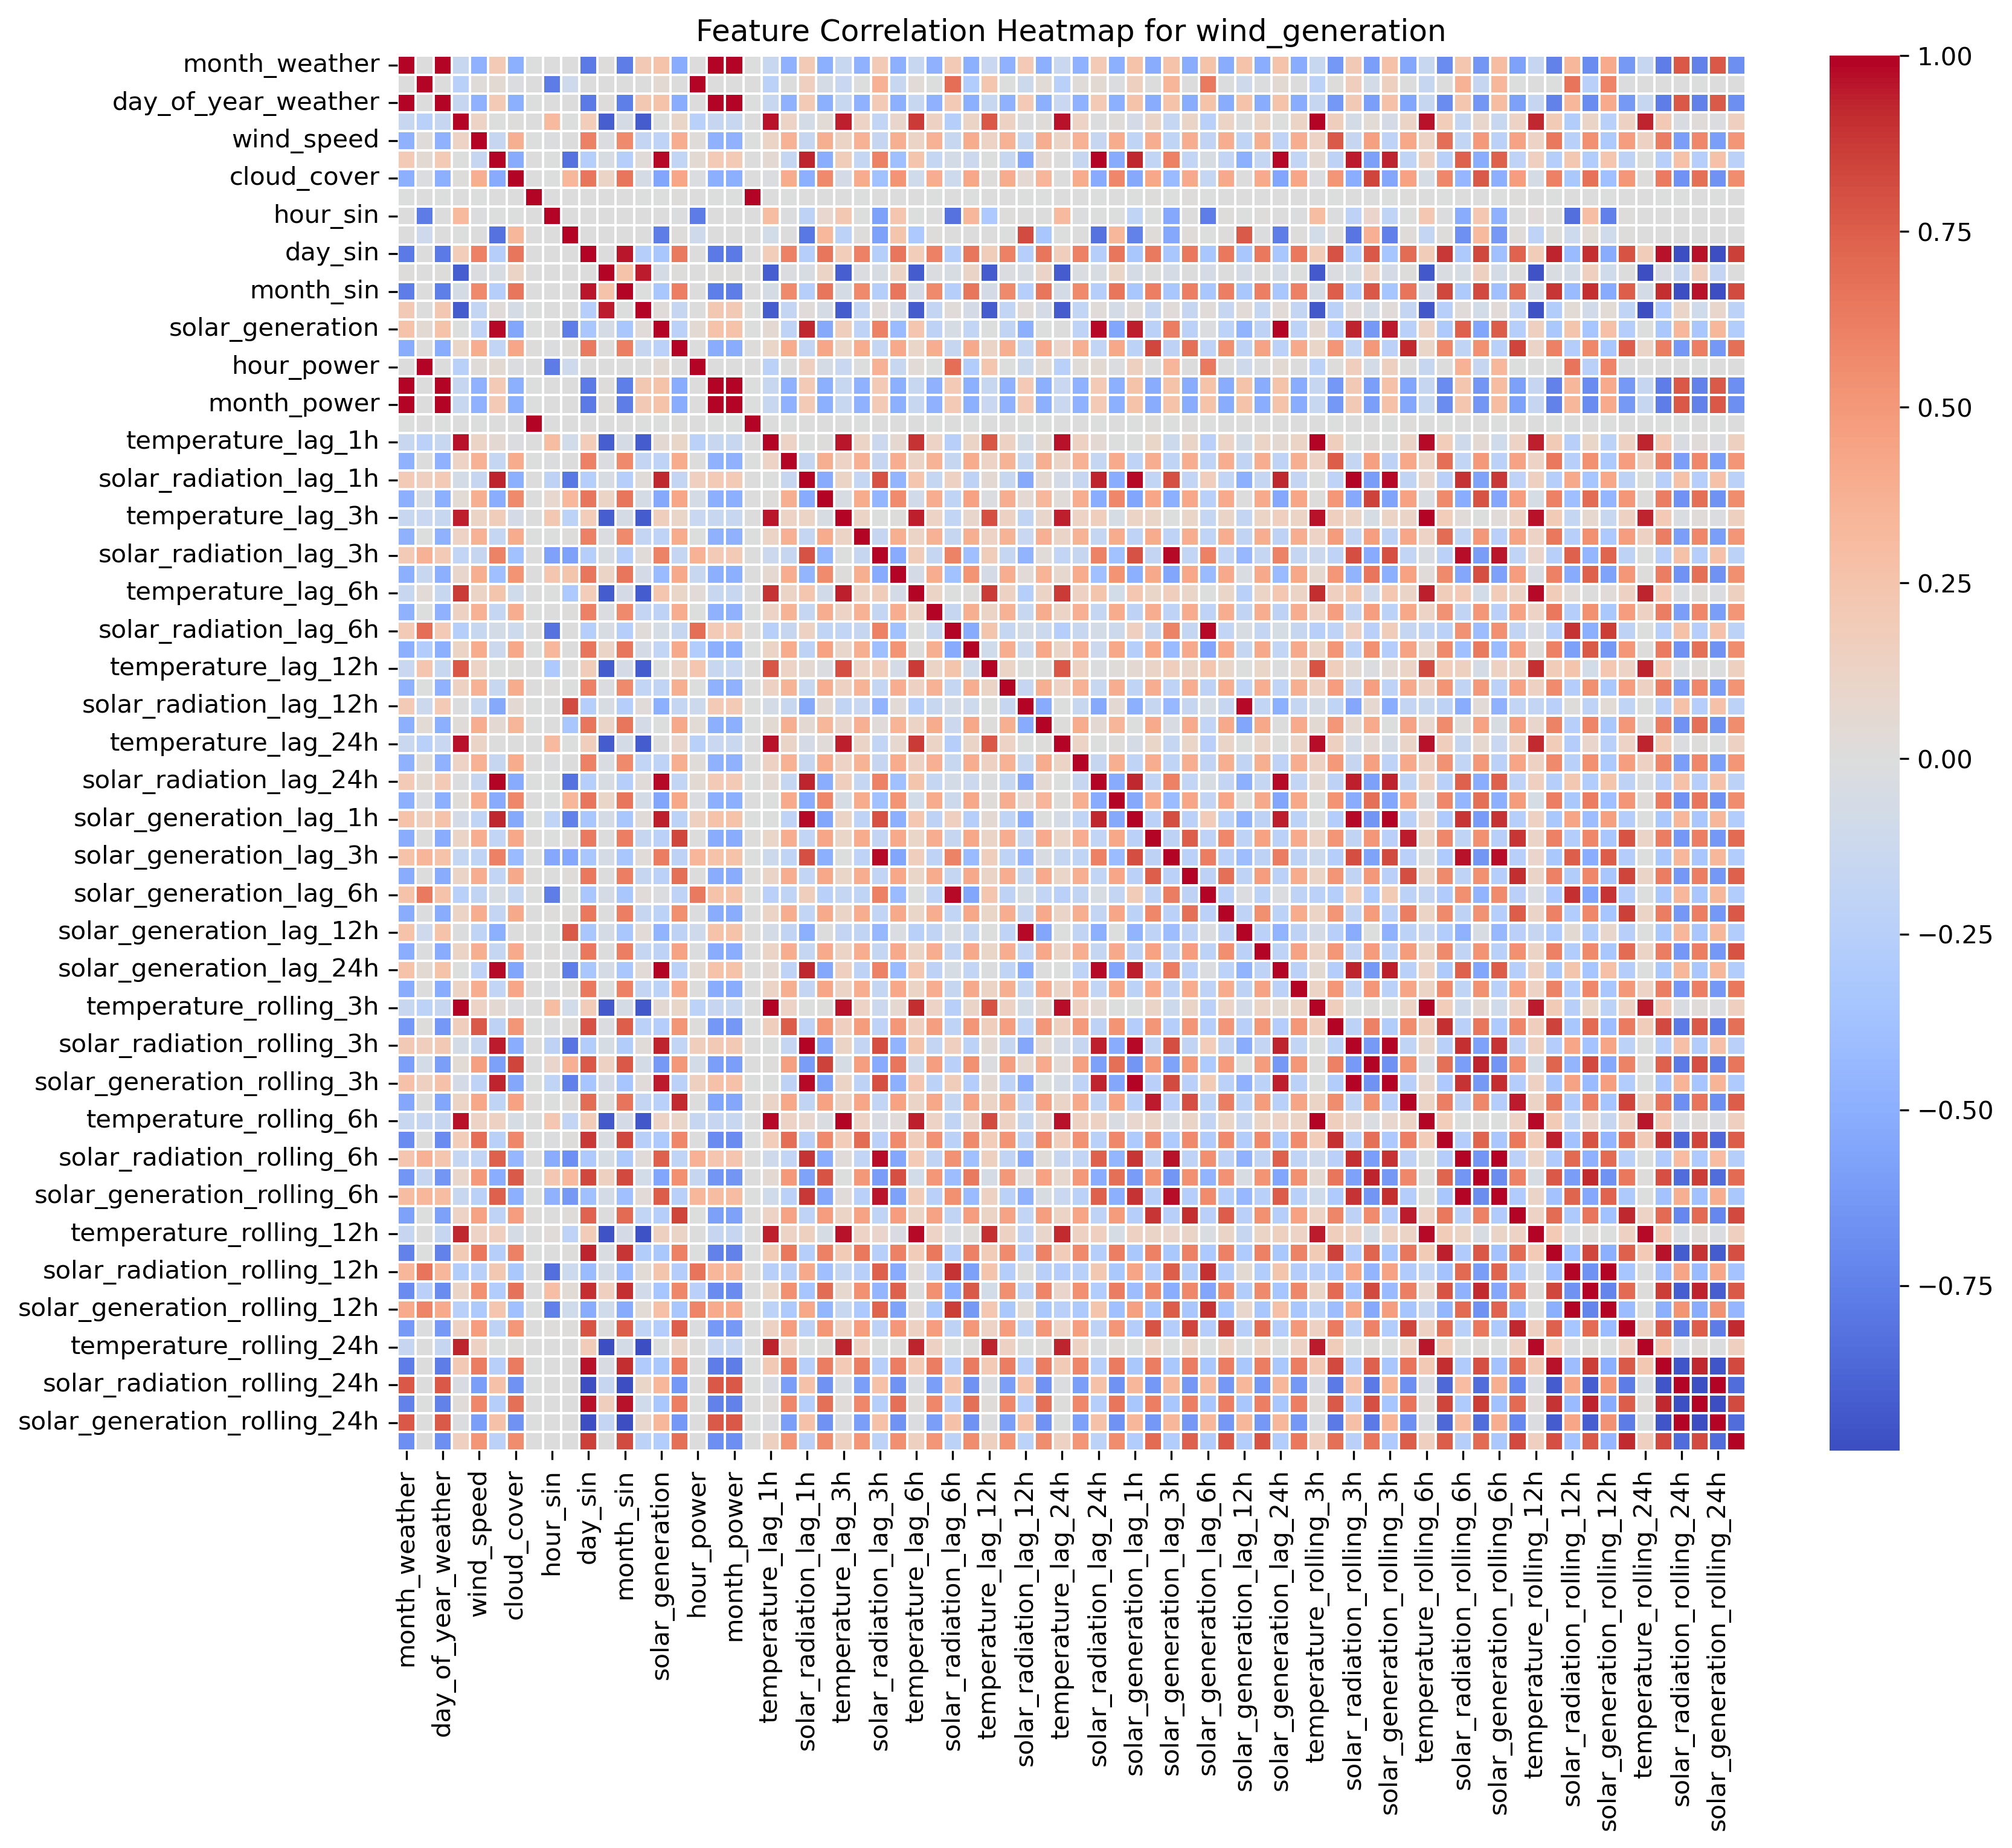 Feature Correlation Heatmap for wind_generation
month_weather
day_of_year_weather
wind_speed
cloud_cover
hour_sin
day_sin
month_sin
solar_generation
hour_power
month_power
temperature_lag_1h
solar_radiation_lag_1h
temperature_lag_3h
solar_radiation_lag_3h
temperature_lag_6h
solar_radiation_lag_6h
temperature_lag_12h
solar_radiation_lag_12h
temperature_lag_24h
solar_radiation_lag_24h
solar_generation_lag_1h
solar_generation_lag_3h
solar_generation_lag_6h
solar_generation_lag_12h
solar_generation_lag_24h
temperature_rolling_3h
solar_radiation_rolling_3h
solar_generation_rolling_3h
temperature_rolling_6h
solar_radiation_rolling_6h
solar_generation_rolling_6h
temperature_rolling_12h
solar_radiation_rolling_12h
solar_generation_rolling_12h
temperature_rolling_24h
solar_radiation_rolling_24h
solar_generation_rolling_24h
month_weather
day_of_year_weather
wind_speed
cloud_cover
hour_sin
day_sin
month_sin
solar_generation
hour_power
month_power
temperature_lag_1h
solar_radiation_lag_1h
temperature_lag_3h
solar_radiation_lag_3h
temperature_lag_6h
solar_radiation_lag_6h
temperature_lag_12h
solar_radiation_lag_12h
temperature_lag_24h
solar_radiation_lag_24h
solar_generation_lag_1h
solar_generation_lag_3h
solar_generation_lag_6h
solar_generation_lag_12h
solar_generation_lag_24h
temperature_rolling_3h
solar_radiation_rolling_3h
solar_generation_rolling_3h
temperature_rolling_6h
solar_radiation_rolling_6h
solar_generation_rolling_6h
temperature_rolling_12h
solar_radiation_rolling_12h
solar_generation_rolling_12h
temperature_rolling_24h
solar_radiation_rolling_24h
solar_generation_rolling_24h
1.00
0.75
0.50
0.25
0.00
−0.25
−0.50
−0.75